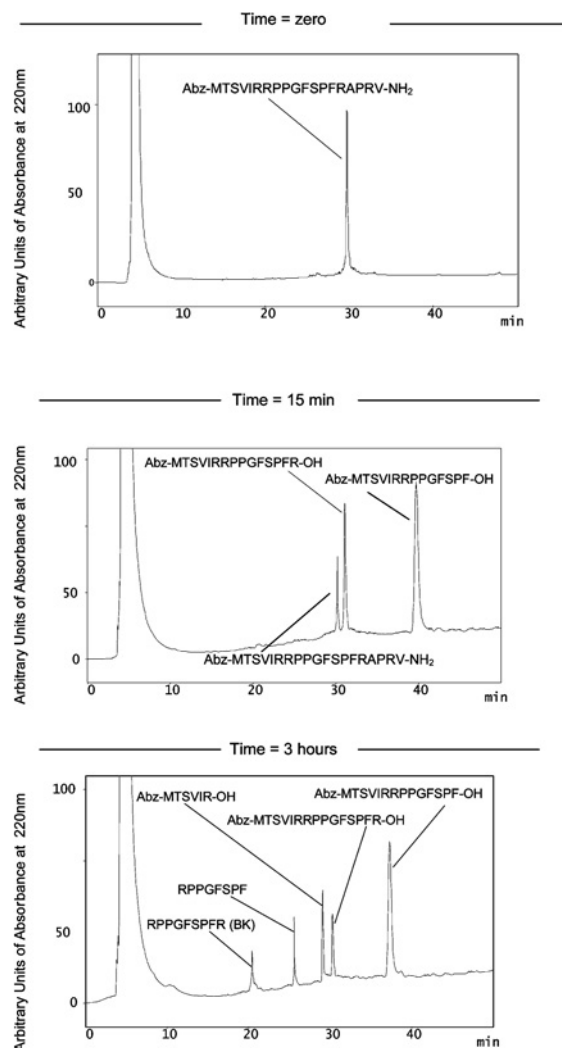 Time = zero
Arbitrary Units of Absorbance at 220nm
100
50
0
Abz-MTSVIRRPPGFSPFRAPRV-NH₂
10
20
30
40
min
Time = 15 min
Arbitrary Units of Absorbance at 220nm
100
50
0
Abz-MTSVIRRPPGFSPFR-OH
Abz-MTSVIRRPPGFSPF-OH
Abz-MTSVIRRPPGFSPFRAPRV-NH₂
0
10
20
30
40
min
Time = 3 hours
Arbitrary Units of Absorbance at 220nm
100
50
0
Abz-MTSVIR-OH
Abz-MTSVIRRPPGFSPF-OH
Abz-MTSVIRRPPGFSPFR-OH
RPPGFSPF
RPPGFSPFR (BK)
0
10
20
30
40
min